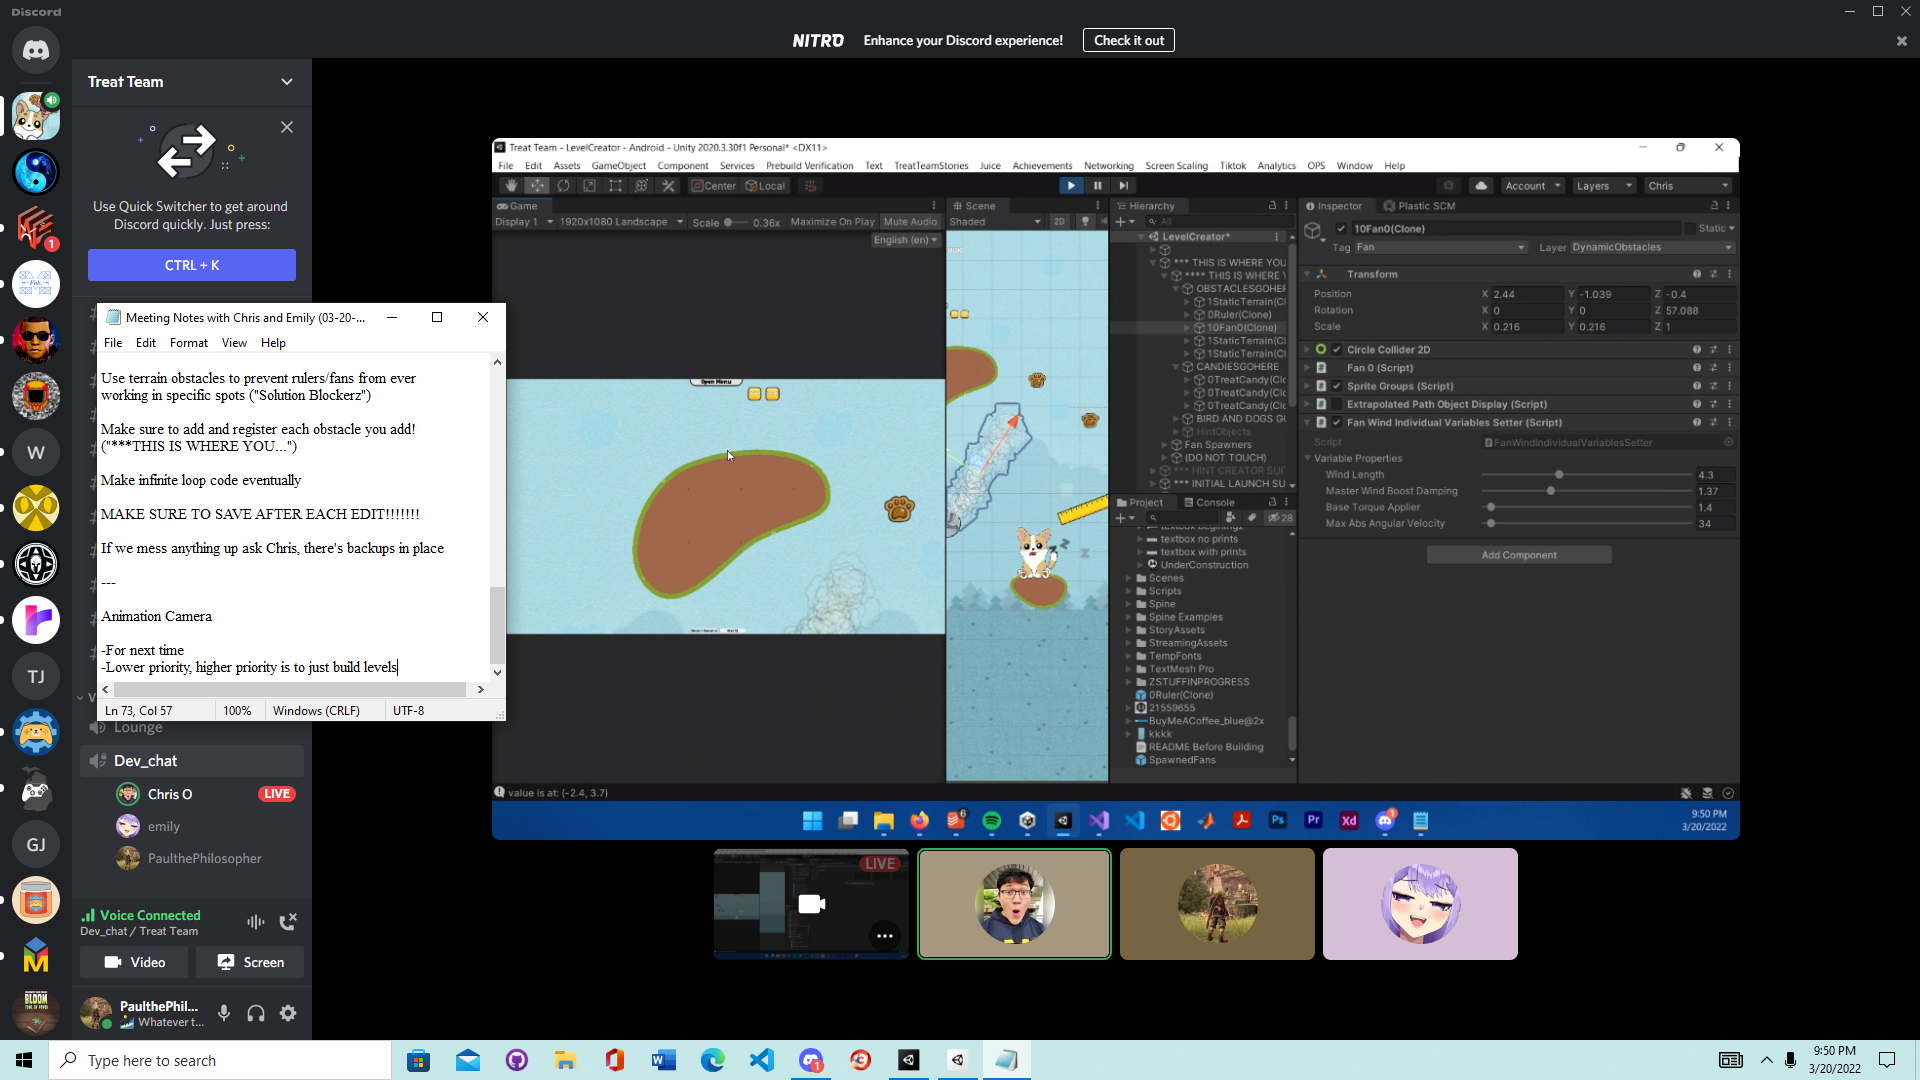 Discord
NITRO Enhance your Discord experience! Check it out
Treat Team
Use Quick Switcher to get around
Discord quickly. Just press:
CTRL + K
1
W
TJ
GJ
Meeting Notes with Chris and Emily (03-20-...
File Edit Format View Help
Use terrain obstacles to prevent rulers/fans from ever
working in specific spots ("Solution Blockerz")
Make sure to add and register each obstacle you add!
("***THIS IS WHERE YOU...")
Make infinite loop code eventually
MAKE SURE TO SAVE AFTER EACH EDIT!!!!!!!
If we mess anything up ask Chris, there's backups in place
---
Animation Camera
-For next time
-Lower priority, higher priority is to just build levels
Ln 73, Col 57 100% Windows (CRLF) UTF-8
Lounge
Dev_chat
Chris O LIVE
emily
PaulthePhilosopher
Voice Connected
Dev_chat / Treat Team
Video Screen
PaulthePhil...
Whatever t...
Treat Team - LevelCreator - Android - Unity 2020.3.30f1 Personal* <DX11>
File Edit Assets GameObject Component Services Prebuild Verification Text TreatTeamStories Juice Achievements Networking Screen Scaling Tiktok Analytics OPS Window Help
Center Local
Account Layers Chris
Game
Display 1 1920x1080 Landscape Scale 0.36x Maximize On Play Mute Audio
English (en)
Open Menu
Scene
Shaded 2D
Hierarchy
All
LevelCreator*
*** THIS IS WHERE YOU
**** THIS IS WHERE Y
OBSTACLESGOHER
1StaticTerrain(Cl
0Ruler(Clone)
10Fan0(Clone)
1StaticTerrain(Cl
1StaticTerrain(Cl
CANDIESGOHERE
0TreatCandy(Clc
0TreatCandy(Clc
0TreatCandy(Clc
BIRD AND DOGS GO
HintObjects
Fan Spawners
(DO NOT TOUCH)
*** HINT CREATOR SUI
*** INITIAL LAUNCH SU
Project Console
28
textbox no prints
textbox with prints
UnderConstruction
Scenes
Scripts
Spine
Spine Examples
StoryAssets
StreamingAssets
TempFonts
TextMesh Pro
ZSTUFFINPROGRESS
0Ruler(Clone)
21559655
BuyMeACoffee_blue@2x
kkkk
README Before Building
SpawnedFans
Inspector Plastic SCM
10Fan0(Clone) Static
Tag Fan Layer DynamicObstacles
Transform
Position X 2.44 Y -1.039 Z -0.4
Rotation X 0 Y 0 Z 57.088
Scale X 0.216 Y 0.216 Z 1
Circle Collider 2D
Fan 0 (Script)
Sprite Groups (Script)
Extrapolated Path Object Display (Script)
Fan Wind Individual Variables Setter (Script)
Script FanWindIndividualVariablesSetter
Variable Properties
Wind Length 4.3
Master Wind Boost Damping 1.37
Base Torque Applier 1.4
Max Abs Angular Velocity 34
Add Component
value is at: (-2.4, 3.7)
9:50 PM
3/20/2022
LIVE
Type here to search
9:50 PM
3/20/2022